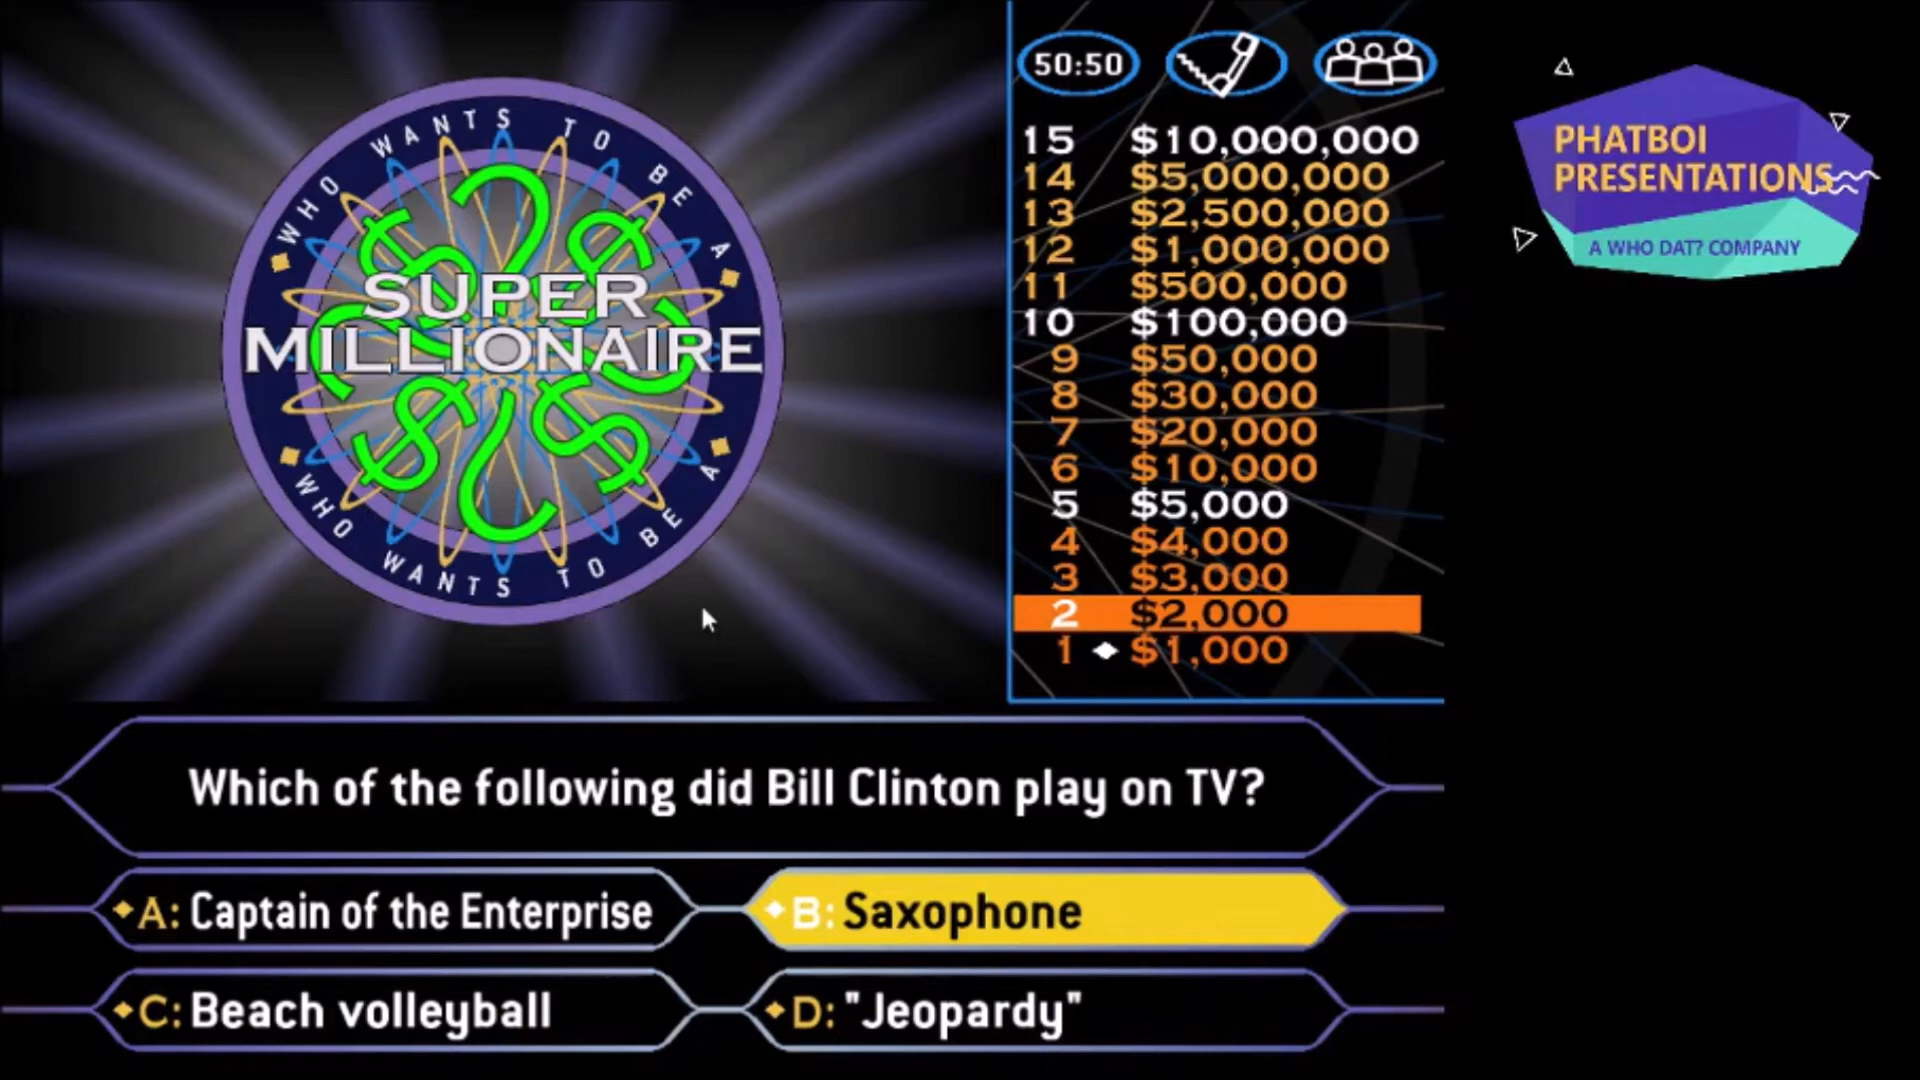 WHO WANTS TO BE A
SUPER
MILLIONAIRE
WHO WANTS TO BE A
50:50
15 $10,000,000
14 $5,000,000
13 $2,500,000
12 $1,000,000
11 $500,000
10 $100,000
9 $50,000
8 $30,000
7 $20,000
6 $10,000
5 $5,000
4 $4,000
3 $3,000
2 $2,000
1 $1,000
PHATBOI
PRESENTATIONS
A WHO DAT? COMPANY
Which of the following did Bill Clinton play on TV?
A: Captain of the Enterprise
B: Saxophone
C: Beach volleyball
D: "Jeopardy"